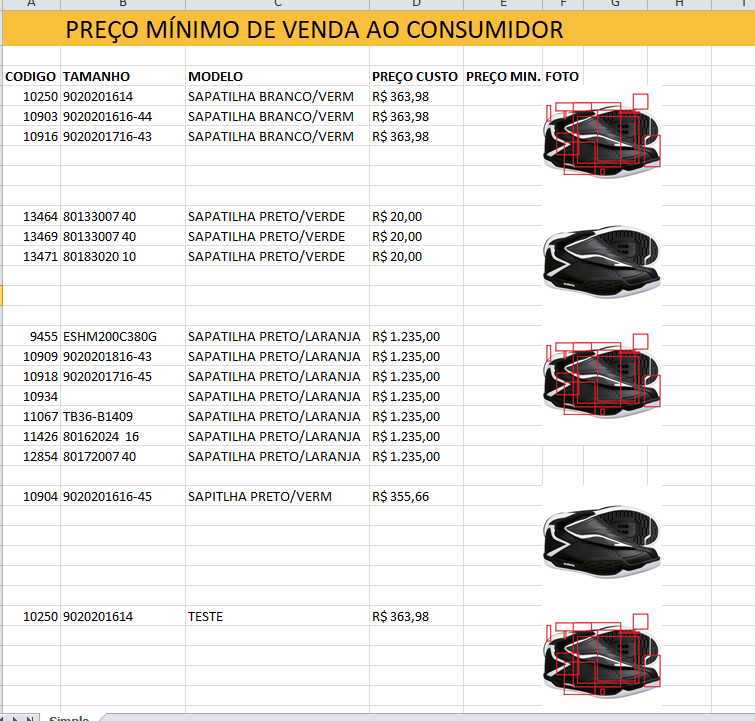 A B C D E F G H I
PREÇO MÍNIMO DE VENDA AO CONSUMIDOR
CODIGO TAMANHO MODELO PREÇO CUSTO PREÇO MIN. FOTO
10250 9020201614 SAPATILHA BRANCO/VERM R$ 363,98
10903 9020201616-44 SAPATILHA BRANCO/VERM R$ 363,98
10916 9020201716-43 SAPATILHA BRANCO/VERM R$ 363,98
13464 80133007 40 SAPATILHA PRETO/VERDE R$ 20,00
13469 80133007 40 SAPATILHA PRETO/VERDE R$ 20,00
13471 80183020 10 SAPATILHA PRETO/VERDE R$ 20,00
9455 ESHM200C380G SAPATILHA PRETO/LARANJA R$ 1.235,00
10909 9020201816-43 SAPATILHA PRETO/LARANJA R$ 1.235,00
10918 9020201716-45 SAPATILHA PRETO/LARANJA R$ 1.235,00
10934 SAPATILHA PRETO/LARANJA R$ 1.235,00
11067 TB36-B1409 SAPATILHA PRETO/LARANJA R$ 1.235,00
11426 80162024 16 SAPATILHA PRETO/LARANJA R$ 1.235,00
12854 80172007 40 SAPATILHA PRETO/LARANJA R$ 1.235,00
10904 9020201616-45 SAPITLHA PRETO/VERM R$ 355,66
10250 9020201614 TESTE R$ 363,98